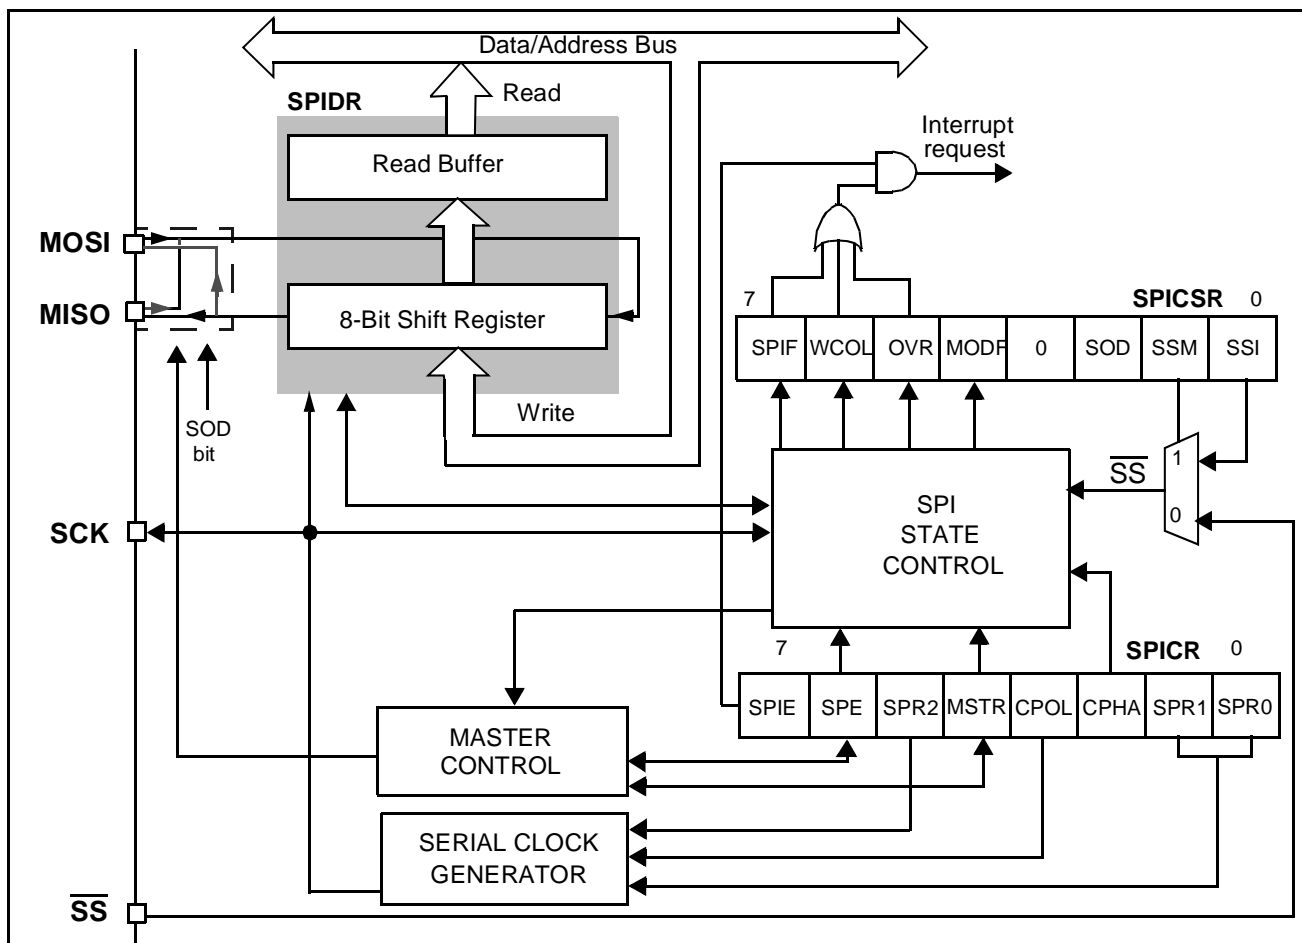 Data/Address Bus
SPIDR
Read
Interrupt
request
Read Buffer
MOSI
MISO
8-Bit Shift Register
7
SPICSR
0
SPIF
WCOL
OVR
MODF
0
SOD
SSM
SSI
Write
SOD
bit
SS
1
0
SCK
SPI
STATE
CONTROL
7
SPICR
0
SPIE
SPE
SPR2
MSTR
CPOL
CPHA
SPR1
SPR0
MASTER
CONTROL
SERIAL CLOCK
GENERATOR
SS